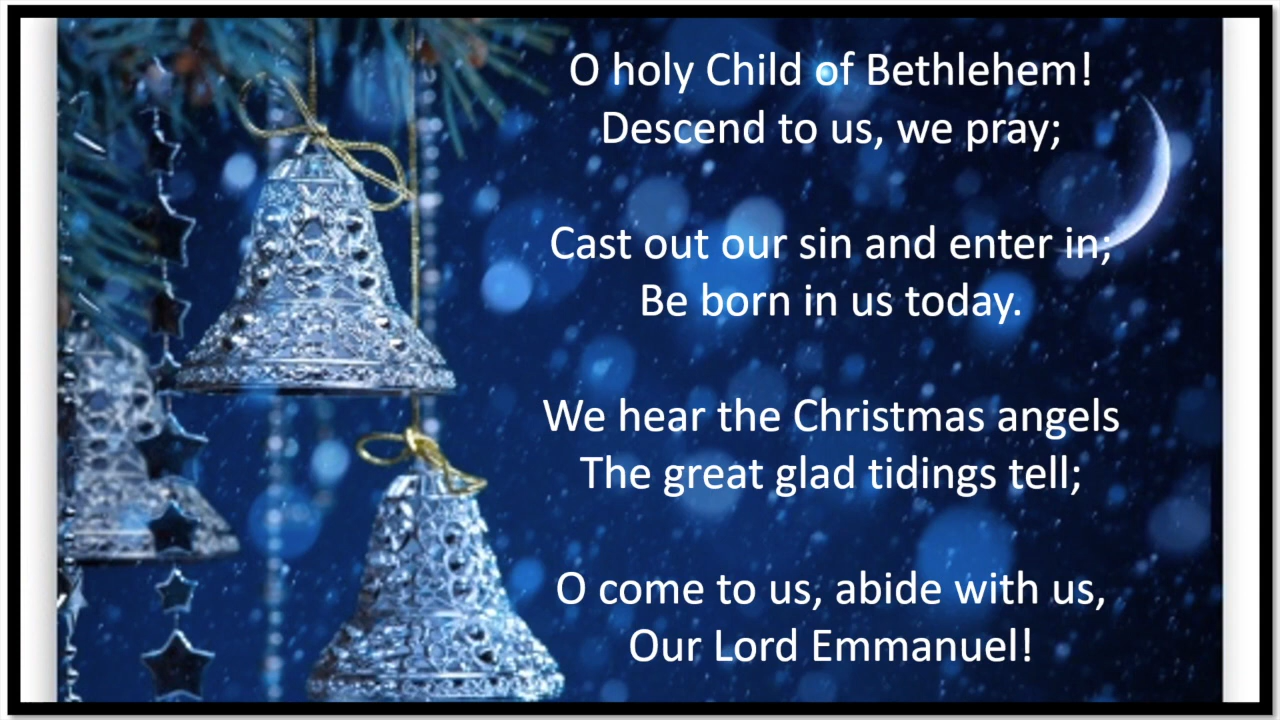 O holy Child of Bethlehem!
Descend to us, we pray;
Cast out our sin and enter in;
Be born in us today.
We hear the Christmas angels
The great glad tidings tell;
O come to us, abide with us,
Our Lord Emmanuel!